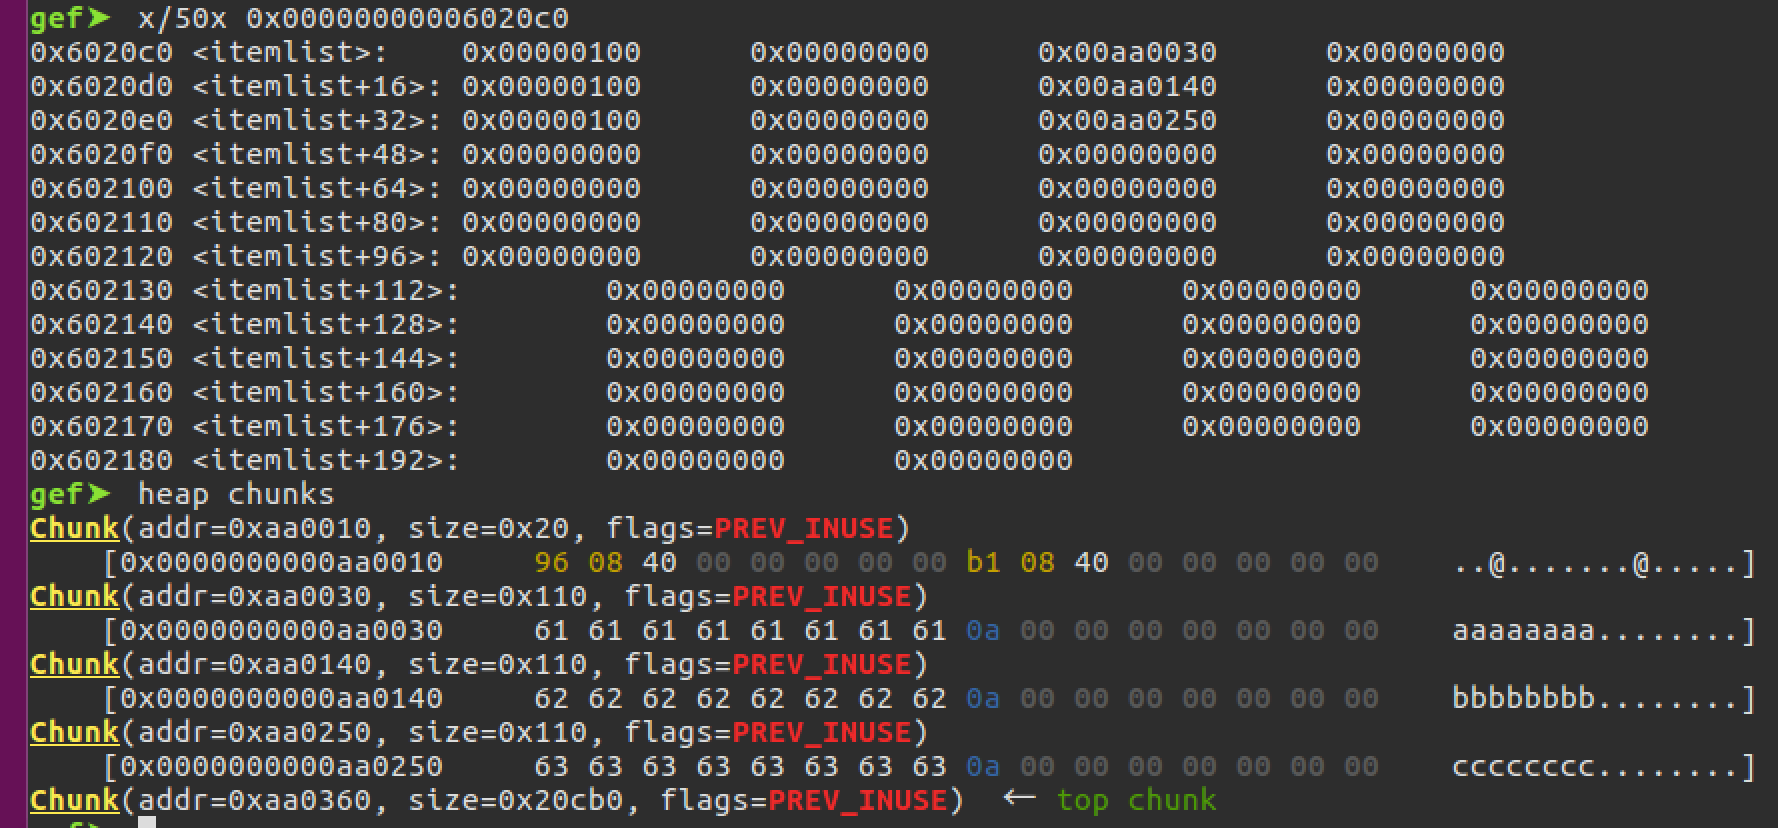 gef➤ x/50x 0x00000000006020c0
0x6020c0 <itemlist>: 0x00000100 0x00000000 0x00aa0030 0x00000000
0x6020d0 <itemlist+16>: 0x00000100 0x00000000 0x00aa0140 0x00000000
0x6020e0 <itemlist+32>: 0x00000100 0x00000000 0x00aa0250 0x00000000
0x6020f0 <itemlist+48>: 0x00000000 0x00000000 0x00000000 0x00000000
0x602100 <itemlist+64>: 0x00000000 0x00000000 0x00000000 0x00000000
0x602110 <itemlist+80>: 0x00000000 0x00000000 0x00000000 0x00000000
0x602120 <itemlist+96>: 0x00000000 0x00000000 0x00000000 0x00000000
0x602130 <itemlist+112>: 0x00000000 0x00000000 0x00000000 0x00000000
0x602140 <itemlist+128>: 0x00000000 0x00000000 0x00000000 0x00000000
0x602150 <itemlist+144>: 0x00000000 0x00000000 0x00000000 0x00000000
0x602160 <itemlist+160>: 0x00000000 0x00000000 0x00000000 0x00000000
0x602170 <itemlist+176>: 0x00000000 0x00000000 0x00000000 0x00000000
0x602180 <itemlist+192>: 0x00000000 0x00000000
gef➤ heap chunks
Chunk(addr=0xaa0010, size=0x20, flags=PREV_INUSE)
[0x0000000000aa0010 96 08 40 00 00 00 00 00 b1 08 40 00 00 00 00 00 ..@.......@.....]
Chunk(addr=0xaa0030, size=0x110, flags=PREV_INUSE)
[0x0000000000aa0030 61 61 61 61 61 61 61 61 0a 00 00 00 00 00 00 00 aaaaaaaa........]
Chunk(addr=0xaa0140, size=0x110, flags=PREV_INUSE)
[0x0000000000aa0140 62 62 62 62 62 62 62 62 0a 00 00 00 00 00 00 00 bbbbbbbb........]
Chunk(addr=0xaa0250, size=0x110, flags=PREV_INUSE)
[0x0000000000aa0250 63 63 63 63 63 63 63 63 0a 00 00 00 00 00 00 00 cccccccc........]
Chunk(addr=0xaa0360, size=0x20cb0, flags=PREV_INUSE) ← top chunk